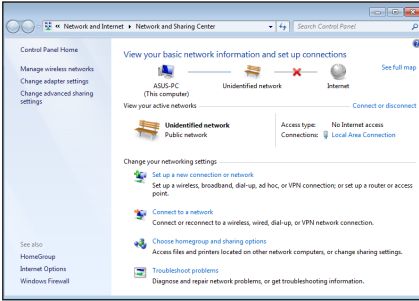 « Network and Internet ▸ Network and Sharing Center
Search Control Panel
Control Panel Home
Manage wireless networks
Change adapter settings
Change advanced sharing
settings
See also
HomeGroup
Internet Options
Windows Firewall
View your basic network information and set up connections
See full map
ASUS-PC
(This computer)
Unidentified network
Internet
View your active networks
Connect or disconnect
Unidentified network
Public network
Access type: No Internet access
Connections: Local Area Connection
Change your networking settings
Set up a new connection or network
Set up a wireless, broadband, dial-up, ad hoc, or VPN connection; or set up a router or access
point.
Connect to a network
Connect or reconnect to a wireless, wired, dial-up, or VPN network connection.
Choose homegroup and sharing options
Access files and printers located on other network computers, or change sharing settings.
Troubleshoot problems
Diagnose and repair network problems, or get troubleshooting information.